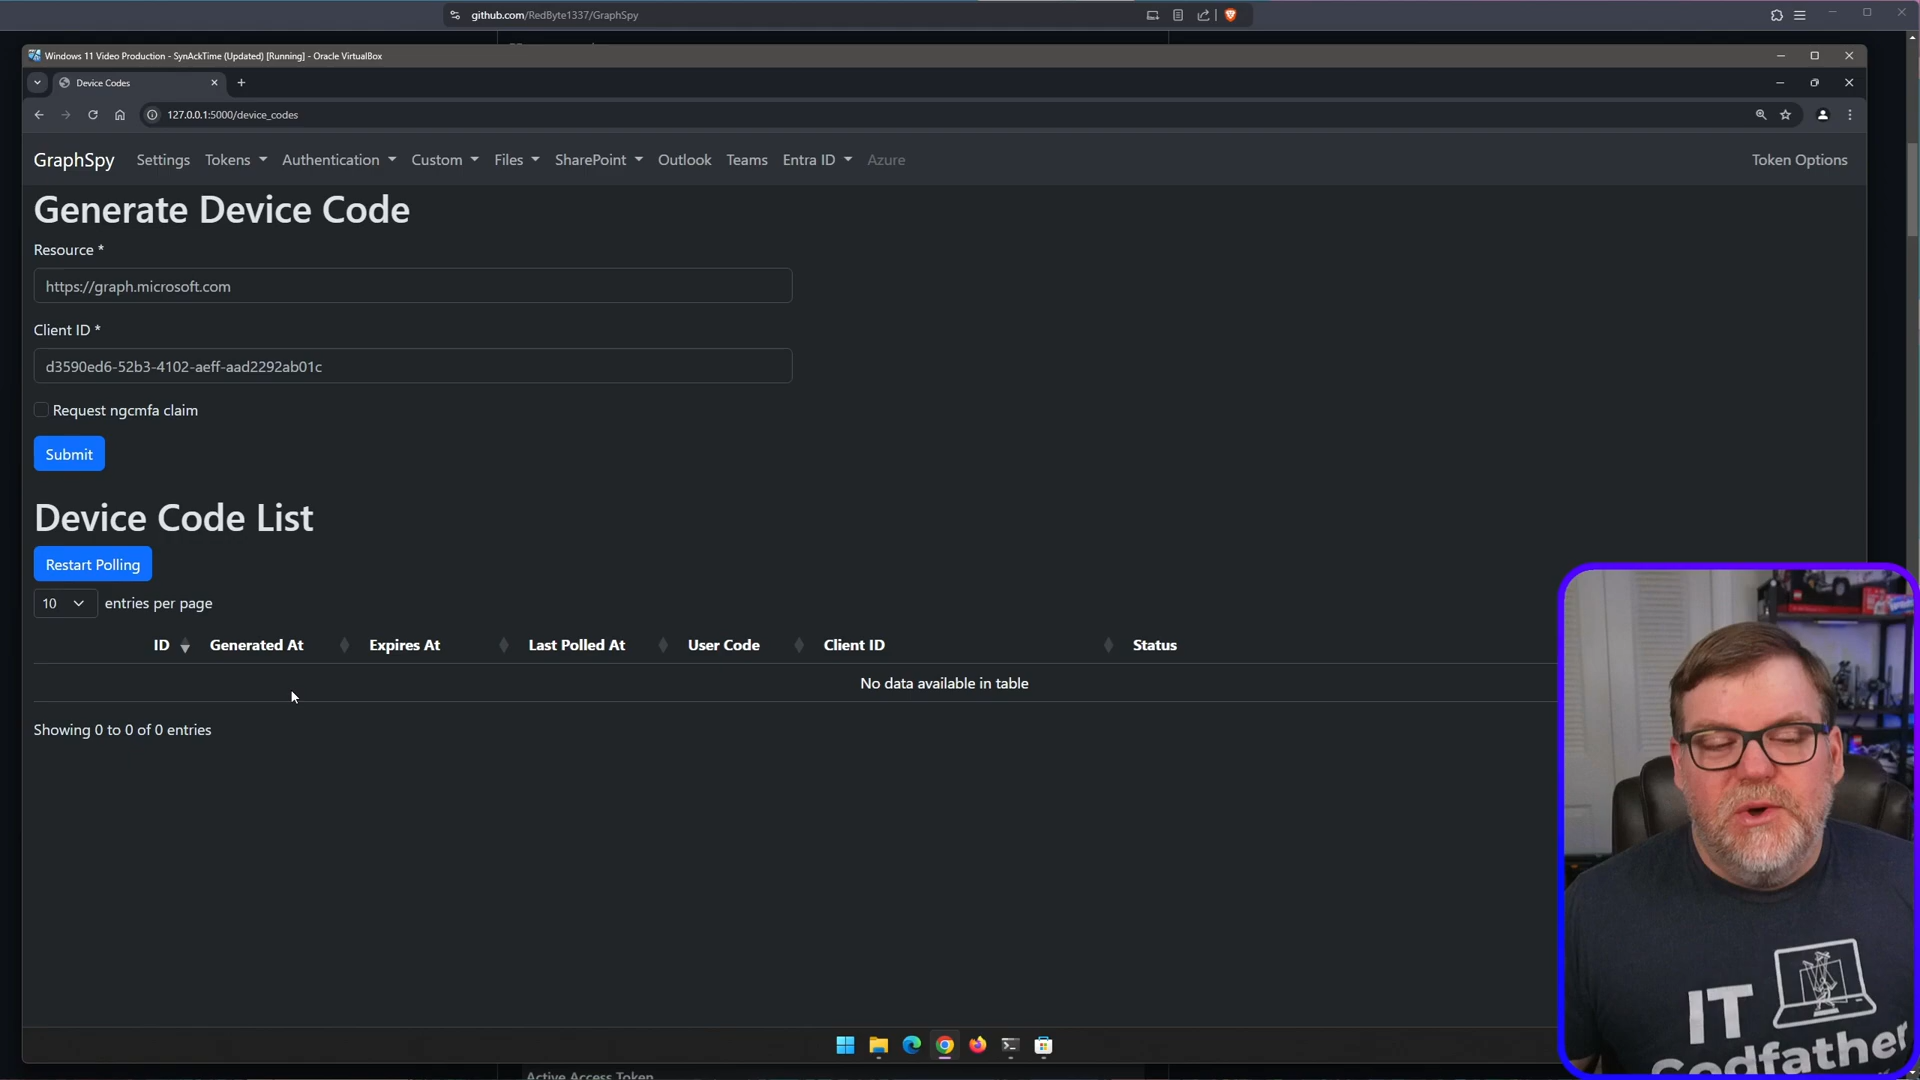 github.com/RedByte1337/GraphSpy
Windows 11 Video Production - SynAckTime (Updated) [Running] - Oracle VirtualBox
Device Codes
127.0.0.1:5000/device_codes
GraphSpy Settings Tokens Authentication Custom Files SharePoint Outlook Teams Entra ID Azure Token Options
Generate Device Code
Resource *
https://graph.microsoft.com
Client ID *
d3590ed6-52b3-4102-aeff-aad2292ab01c
Request ngcmfa claim
Submit
Device Code List
Restart Polling
10 entries per page
ID Generated At Expires At Last Polled At User Code Client ID Status
No data available in table
Showing 0 to 0 of 0 entries
IT
Godfather
Active Access Token